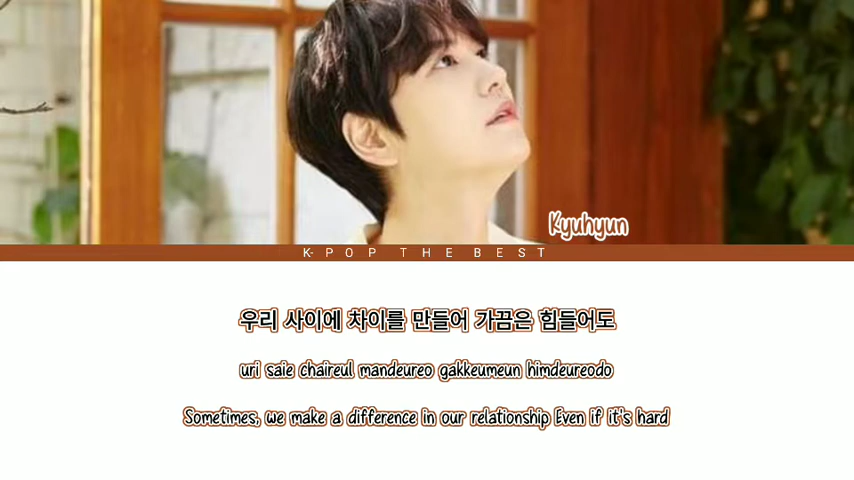 Kyuhyun
K-POP THE BEST
우리 사이에 차이를 만들어 가끔은 힘들어도
uri saie chaireul mandeureo gakkeumeun himdeureodo
Sometimes, we make a difference in our relationship Even if it's hard